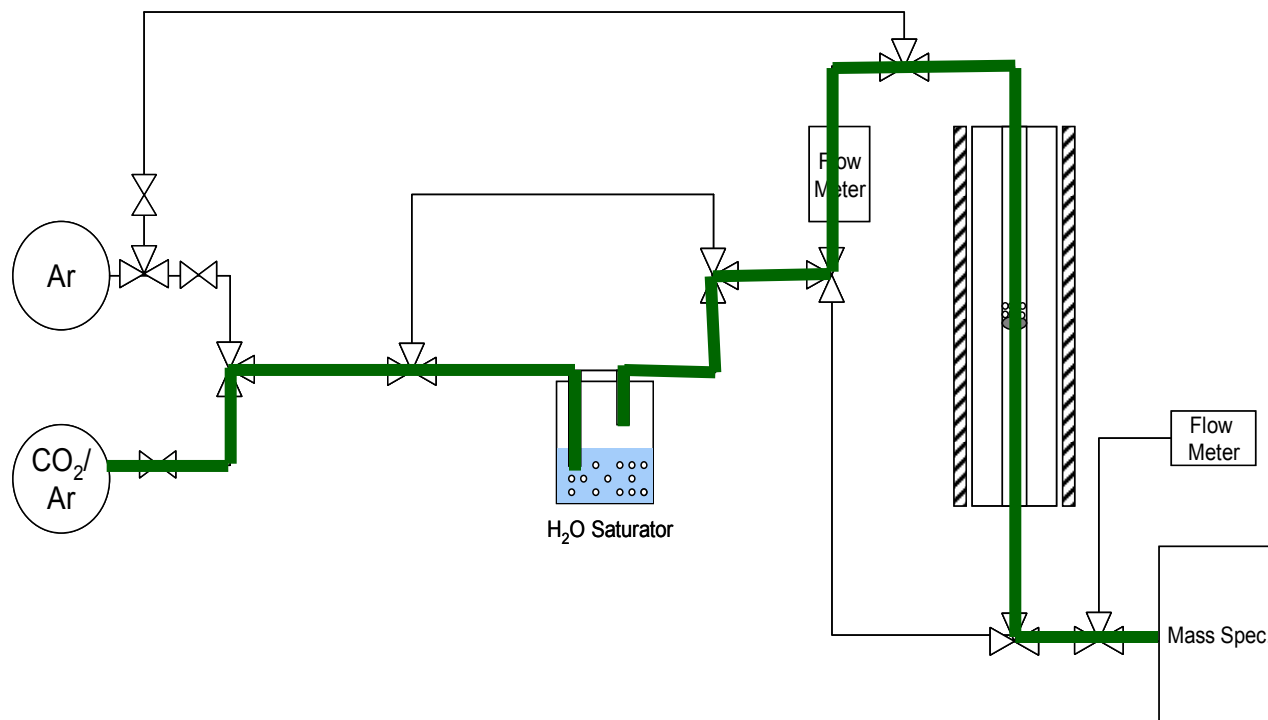 Flow
Meter
Ar
CO₂/
Ar
H₂O Saturator
Flow
Meter
Mass Spec